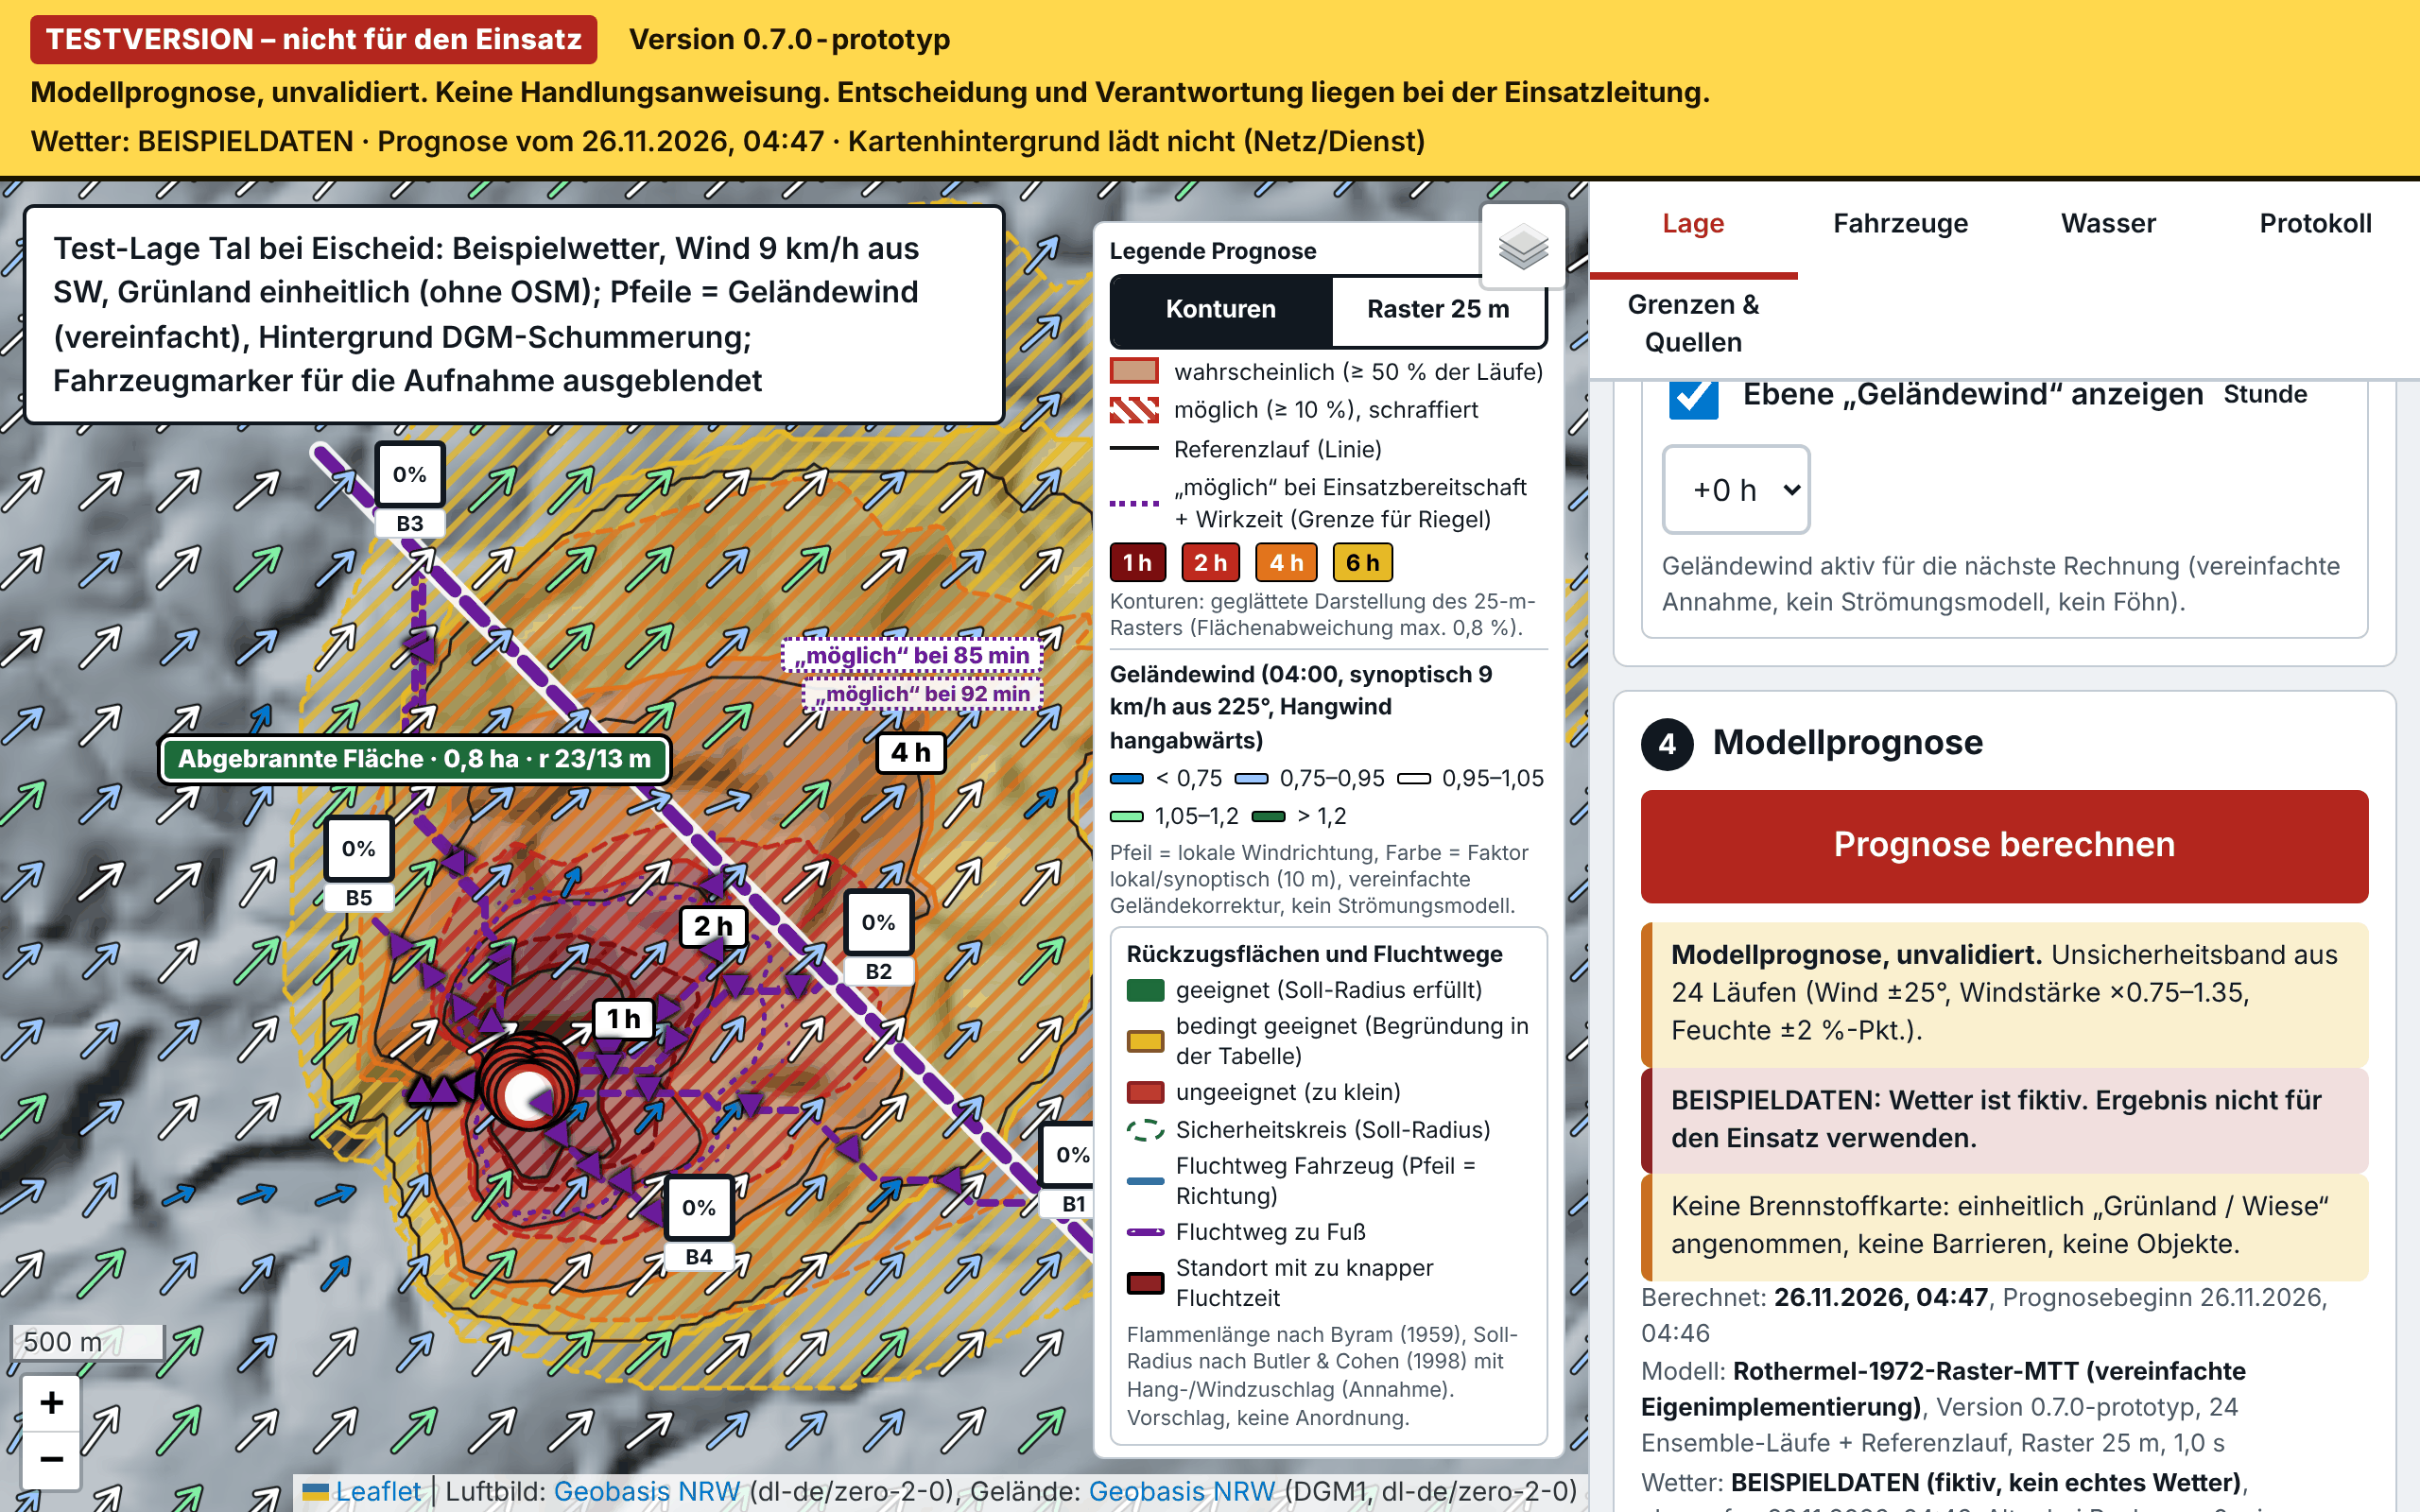 TESTVERSION – nicht für den Einsatz
Version 0.7.0-prototyp
Modellprognose, unvalidiert. Keine Handlungsanweisung. Entscheidung und Verantwortung liegen bei der Einsatzleitung.
Wetter: BEISPIELDATEN · Prognose vom 26.11.2026, 04:47 · Kartenhintergrund lädt nicht (Netz/Dienst)
Test-Lage Tal bei Eischeid: Beispielwetter, Wind 9 km/h aus
SW, Grünland einheitlich (ohne OSM); Pfeile = Geländewind
(vereinfacht), Hintergrund DGM-Schummerung;
Fahrzeugmarker für die Aufnahme ausgeblendet
0%
B3
„möglich“ bei 85 min
„möglich“ bei 92 min
4 h
Abgebrannte Fläche · 0,8 ha · r 23/13 m
0%
B5
2 h
0%
B2
1 h
0%
B1
0%
B4
500 m
+
−
Leaflet | Luftbild: Geobasis NRW (dl-de/zero-2-0), Gelände: Geobasis NRW (DGM1, dl-de/zero-2-0)
Legende Prognose
Konturen
Raster 25 m
wahrscheinlich (≥ 50 % der Läufe)
möglich (≥ 10 %), schraffiert
Referenzlauf (Linie)
„möglich“ bei Einsatzbereitschaft
+ Wirkzeit (Grenze für Riegel)
1 h 2 h 4 h 6 h
Konturen: geglättete Darstellung des 25-m-
Rasters (Flächenabweichung max. 0,8 %).
Geländewind (04:00, synoptisch 9
km/h aus 225°, Hangwind
hangabwärts)
< 0,75 0,75–0,95 0,95–1,05
1,05–1,2 > 1,2
Pfeil = lokale Windrichtung, Farbe = Faktor
lokal/synoptisch (10 m), vereinfachte
Geländekorrektur, kein Strömungsmodell.
Rückzugsflächen und Fluchtwege
geeignet (Soll-Radius erfüllt)
bedingt geeignet (Begründung in
der Tabelle)
ungeeignet (zu klein)
Sicherheitskreis (Soll-Radius)
Fluchtweg Fahrzeug (Pfeil =
Richtung)
Fluchtweg zu Fuß
Standort mit zu knapper
Fluchtzeit
Flammenlänge nach Byram (1959), Soll-
Radius nach Butler & Cohen (1998) mit
Hang-/Windzuschlag (Annahme).
Vorschlag, keine Anordnung.
Lage
Fahrzeuge
Wasser
Protokoll
Grenzen &
Quellen
Ebene „Geländewind“ anzeigen Stunde
+0 h
Geländewind aktiv für die nächste Rechnung (vereinfachte
Annahme, kein Strömungsmodell, kein Föhn).
4 Modellprognose
Prognose berechnen
Modellprognose, unvalidiert. Unsicherheitsband aus
24 Läufen (Wind ±25°, Windstärke ×0.75–1.35,
Feuchte ±2 %-Pkt.).
BEISPIELDATEN: Wetter ist fiktiv. Ergebnis nicht für
den Einsatz verwenden.
Keine Brennstoffkarte: einheitlich „Grünland / Wiese“
angenommen, keine Barrieren, keine Objekte.
Berechnet: 26.11.2026, 04:47, Prognosebeginn 26.11.2026,
04:46
Modell: Rothermel-1972-Raster-MTT (vereinfachte
Eigenimplementierung), Version 0.7.0-prototyp, 24
Ensemble-Läufe + Referenzlauf, Raster 25 m, 1,0 s
Wetter: BEISPIELDATEN (fiktiv, kein echtes Wetter),